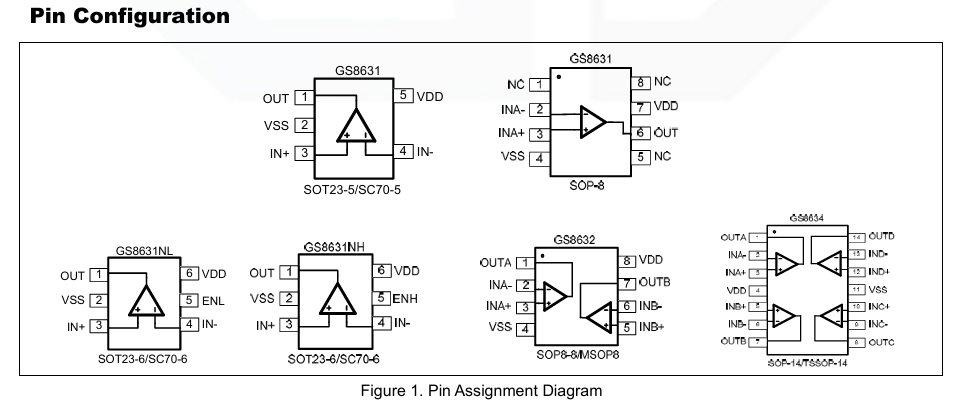 Pin Configuration
GS8631
OUT 1
5 VDD
VSS 2
IN+ 3
4 IN-
SOT23-5/SC70-5
GS8631
NC 1
8 NC
INA- 2
7 VDD
INA+ 3
6 OUT
VSS 4
5 NC
SOP-8
GS8631NL
OUT 1
6 VDD
VSS 2
5 ENL
IN+ 3
4 IN-
SOT23-6/SC70-6
GS8631NH
OUT 1
6 VDD
VSS 2
5 ENH
IN+ 3
4 IN-
SOT23-6/SC70-6
GS8632
OUTA 1
8 VDD
INA- 2
7 OUTB
INA+ 3
6 INB-
VSS 4
5 INB+
SOP8-8/MSOP8
GS8634
OUTA 1
14 OUTD
INA- 2
13 IND-
INA+ 3
12 IND+
VDD 4
11 VSS
INB+ 5
10 INC+
INB- 6
9 INC-
OUTB 7
8 OUTC
SOP-14/TSSOP-14
Figure 1. Pin Assignment Diagram